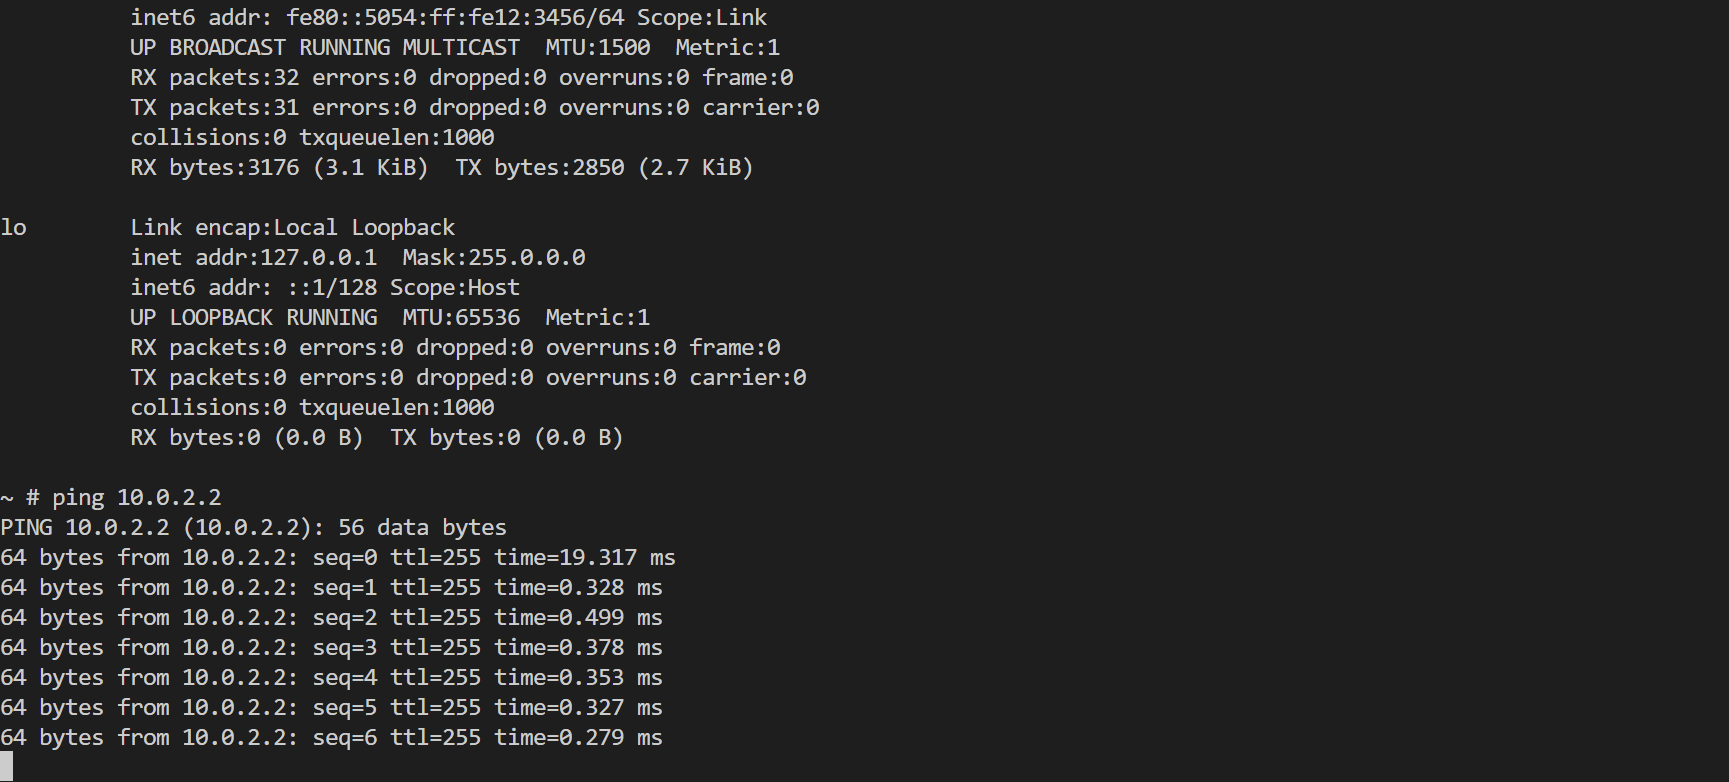 inet6 addr: fe80::5054:ff:fe12:3456/64 Scope:Link
UP BROADCAST RUNNING MULTICAST  MTU:1500  Metric:1
RX packets:32 errors:0 dropped:0 overruns:0 frame:0
TX packets:31 errors:0 dropped:0 overruns:0 carrier:0
collisions:0 txqueuelen:1000
RX bytes:3176 (3.1 KiB)  TX bytes:2850 (2.7 KiB)
lo        Link encap:Local Loopback
inet addr:127.0.0.1  Mask:255.0.0.0
inet6 addr: ::1/128 Scope:Host
UP LOOPBACK RUNNING  MTU:65536  Metric:1
RX packets:0 errors:0 dropped:0 overruns:0 frame:0
TX packets:0 errors:0 dropped:0 overruns:0 carrier:0
collisions:0 txqueuelen:1000
RX bytes:0 (0.0 B)  TX bytes:0 (0.0 B)
~ # ping 10.0.2.2
PING 10.0.2.2 (10.0.2.2): 56 data bytes
64 bytes from 10.0.2.2: seq=0 ttl=255 time=19.317 ms
64 bytes from 10.0.2.2: seq=1 ttl=255 time=0.328 ms
64 bytes from 10.0.2.2: seq=2 ttl=255 time=0.499 ms
64 bytes from 10.0.2.2: seq=3 ttl=255 time=0.378 ms
64 bytes from 10.0.2.2: seq=4 ttl=255 time=0.353 ms
64 bytes from 10.0.2.2: seq=5 ttl=255 time=0.327 ms
64 bytes from 10.0.2.2: seq=6 ttl=255 time=0.279 ms